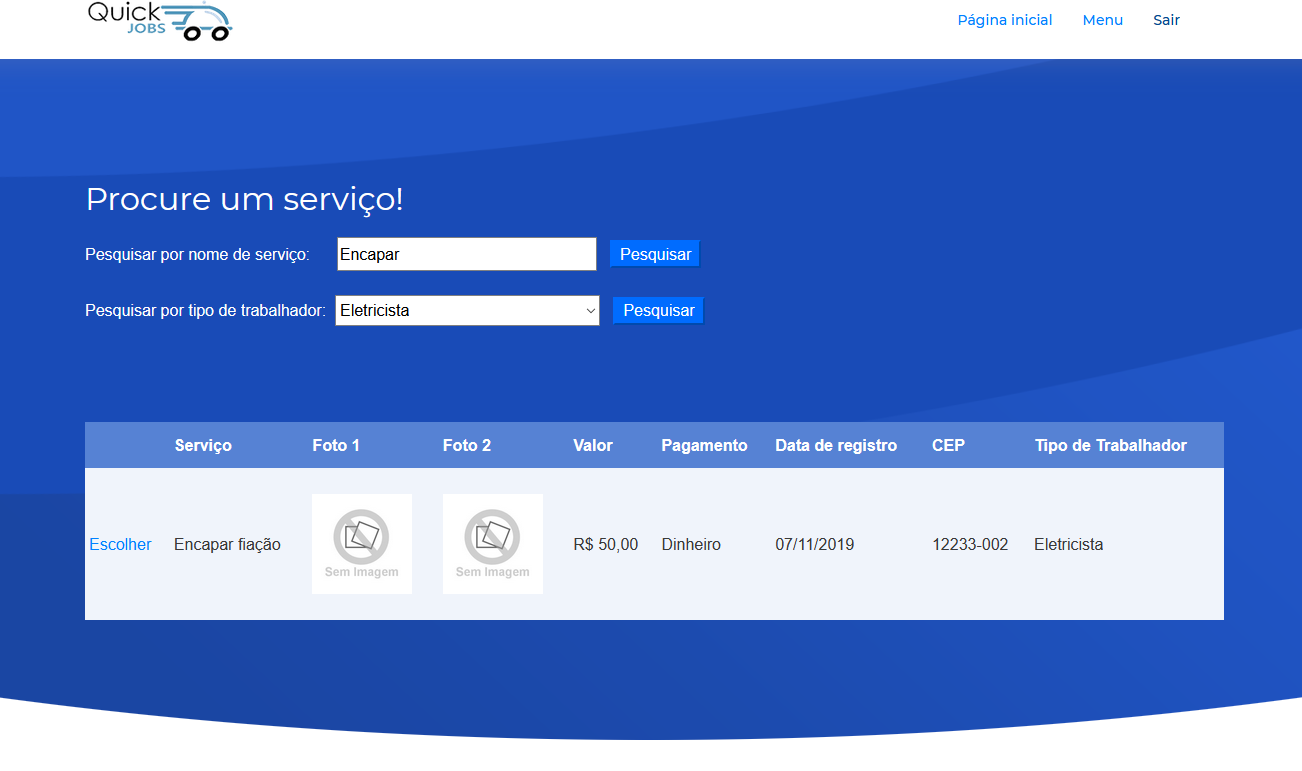 Quick
JOBS
Página inicial Menu Sair
Procure um serviço!
Pesquisar por nome de serviço: Encapar Pesquisar
Pesquisar por tipo de trabalhador: Eletricista Pesquisar
Serviço Foto 1 Foto 2 Valor Pagamento Data de registro CEP Tipo de Trabalhador
Escolher Encapar fiação Sem Imagem Sem Imagem R$ 50,00 Dinheiro 07/11/2019 12233-002 Eletricista